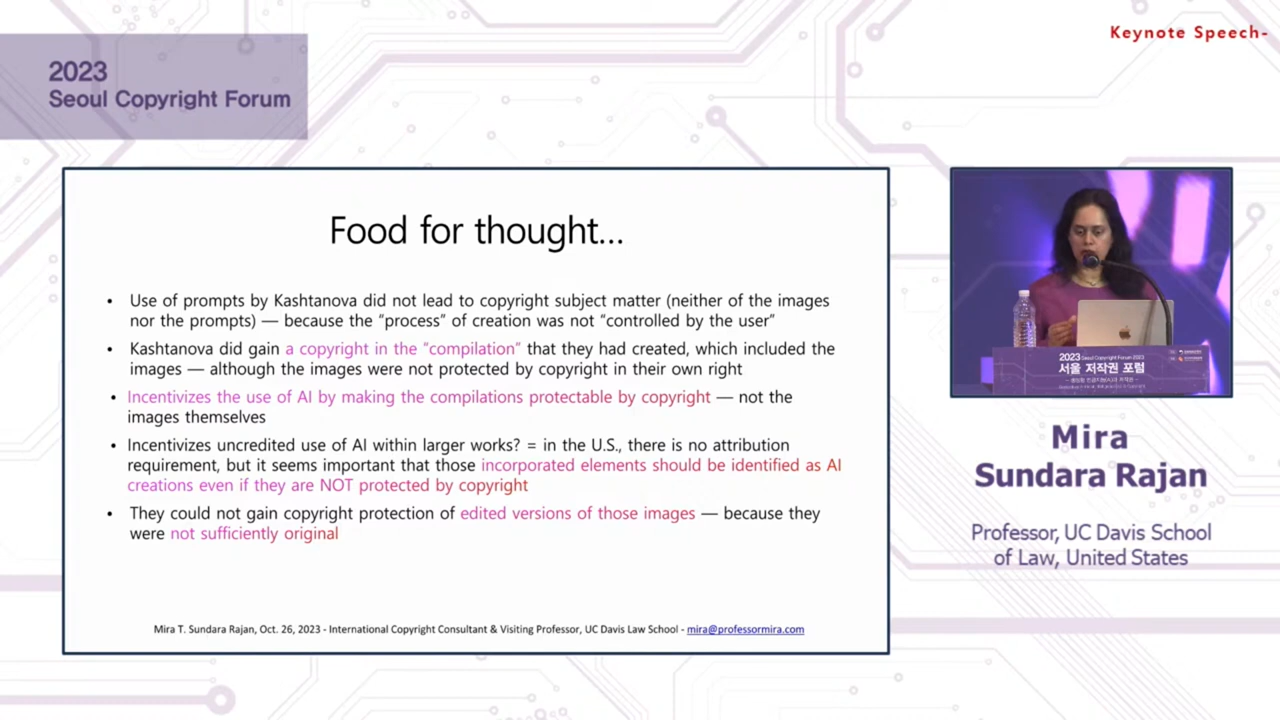 Keynote Speech-
2023
Seoul Copyright Forum
Food for thought...
• Use of prompts by Kashtanova did not lead to copyright subject matter (neither of the images
nor the prompts) — because the “process” of creation was not “controlled by the user”
• Kashtanova did gain a copyright in the “compilation” that they had created, which included the
images — although the images were not protected by copyright in their own right
• Incentivizes the use of AI by making the compilations protectable by copyright — not the
images themselves
• Incentivizes uncredited use of AI within larger works? = in the U.S., there is no attribution
requirement, but it seems important that those incorporated elements should be identified as AI
creations even if they are NOT protected by copyright
• They could not gain copyright protection of edited versions of those images — because they
were not sufficiently original
Mira T. Sundara Rajan, Oct. 26, 2023 - International Copyright Consultant & Visiting Professor, UC Davis Law School - mira@professormira.com
2023 Seoul Copyright Forum 2023
서울 저작권 포럼
Mira
Sundara Rajan
Professor, UC Davis School
of Law, United States